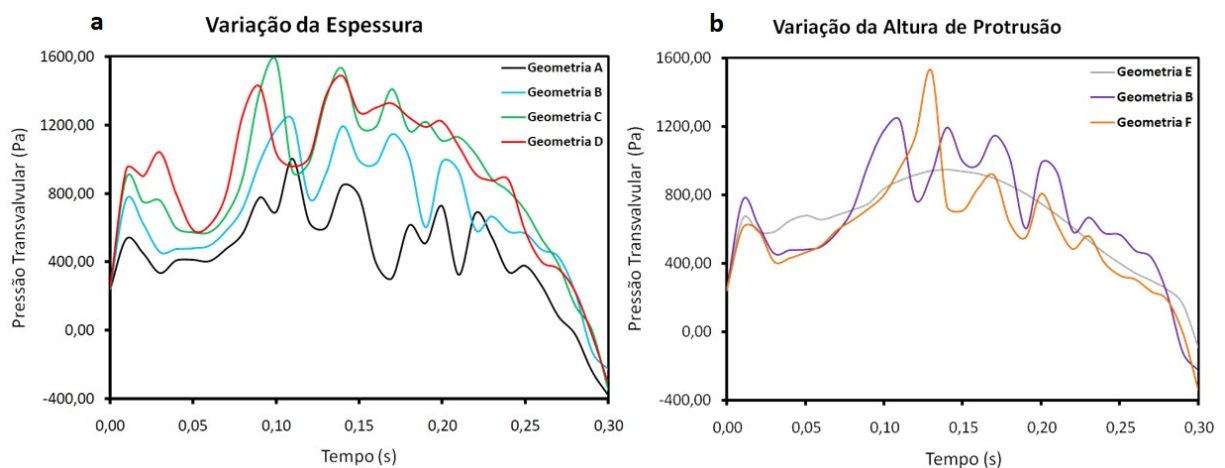 a
Variação da Espessura
Pressão Transvalvular (Pa)
1600,00
1200,00
800,00
400,00
0,00
-400,00
Geometria A
Geometria B
Geometria C
Geometria D
0,00 0,05 0,10 0,15 0,20 0,25 0,30
Tempo (s)
b
Variação da Altura de Protrusão
Pressão Transvalvular (Pa)
1600,00
1200,00
800,00
400,00
0,00
-400,00
Geometria E
Geometria B
Geometria F
0,00 0,05 0,10 0,15 0,20 0,25 0,30
Tempo (s)